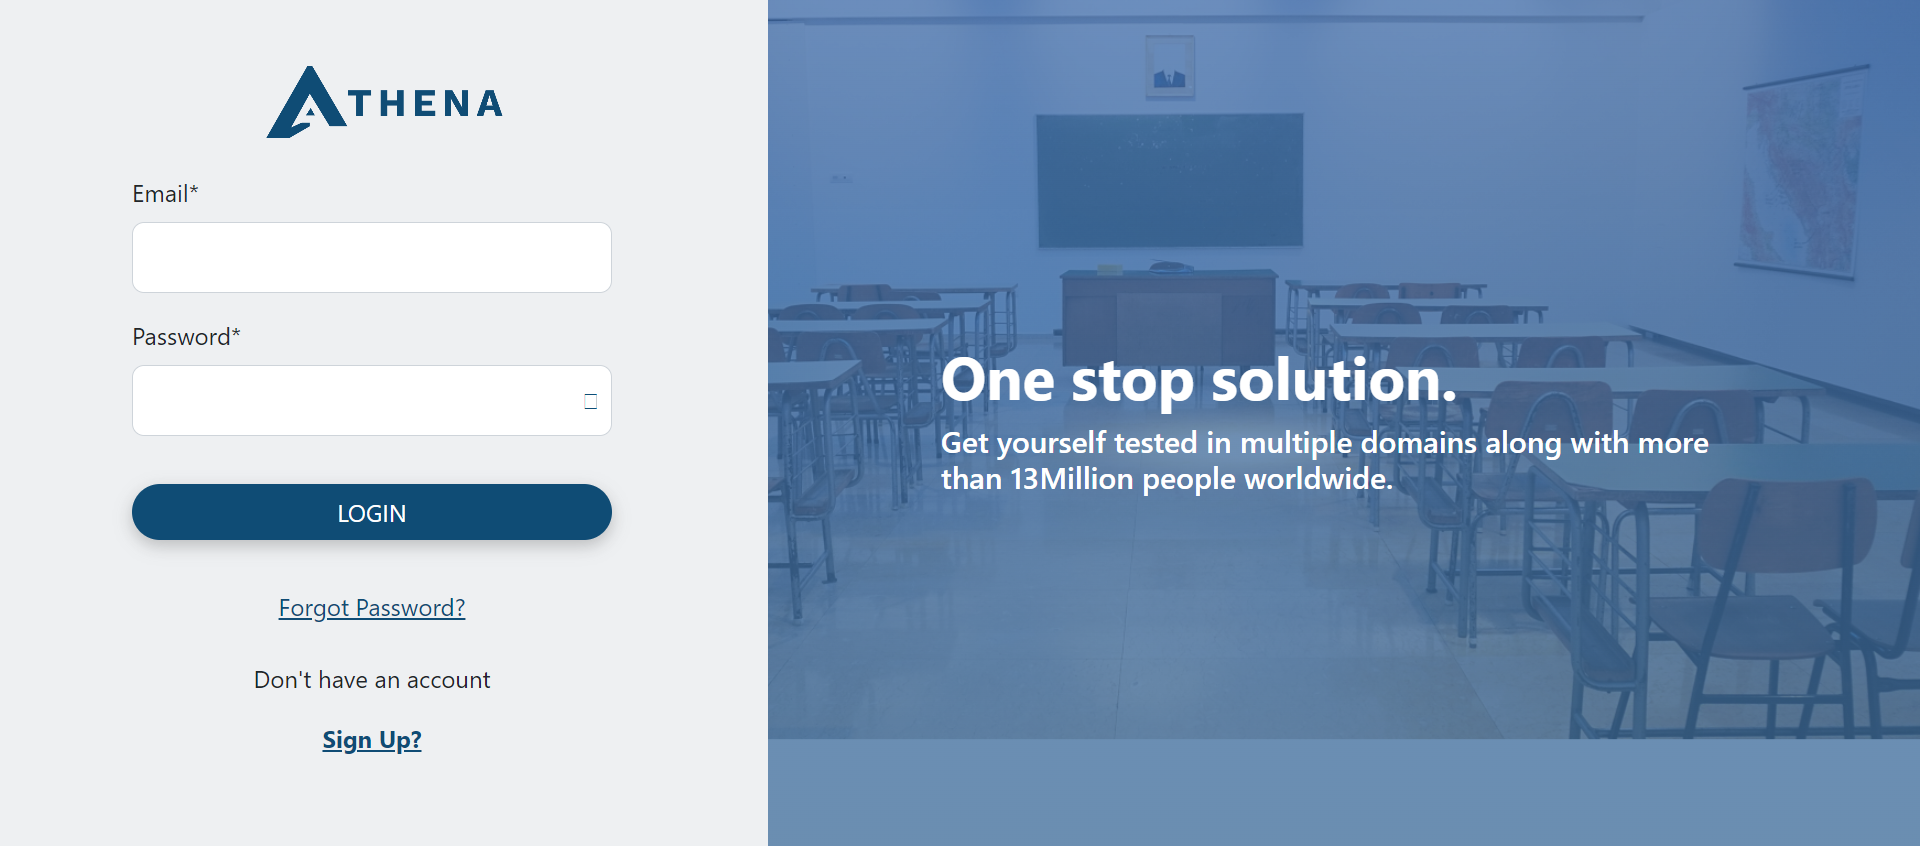 ATHENA
Email*
Password*
LOGIN
Forgot Password?
Don't have an account
Sign Up?
One stop solution.
Get yourself tested in multiple domains along with more
than 13Million people worldwide.